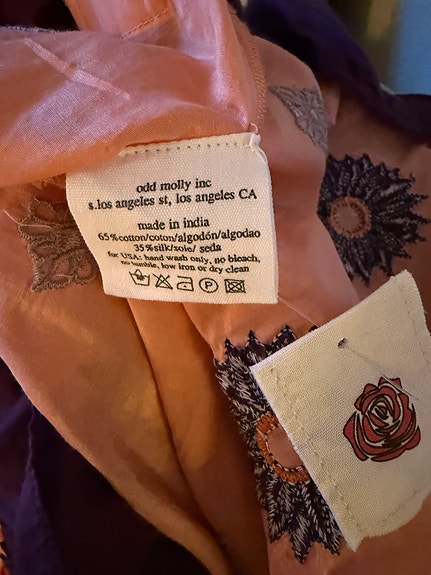 odd molly inc
s.los angeles st, los angeles CA
made in india
65%cotton/coton/algodón/algodao
35%silk/solo/ seda
for USA: hand wash only, no bleach,
no tumble, low iron or dry clean
P